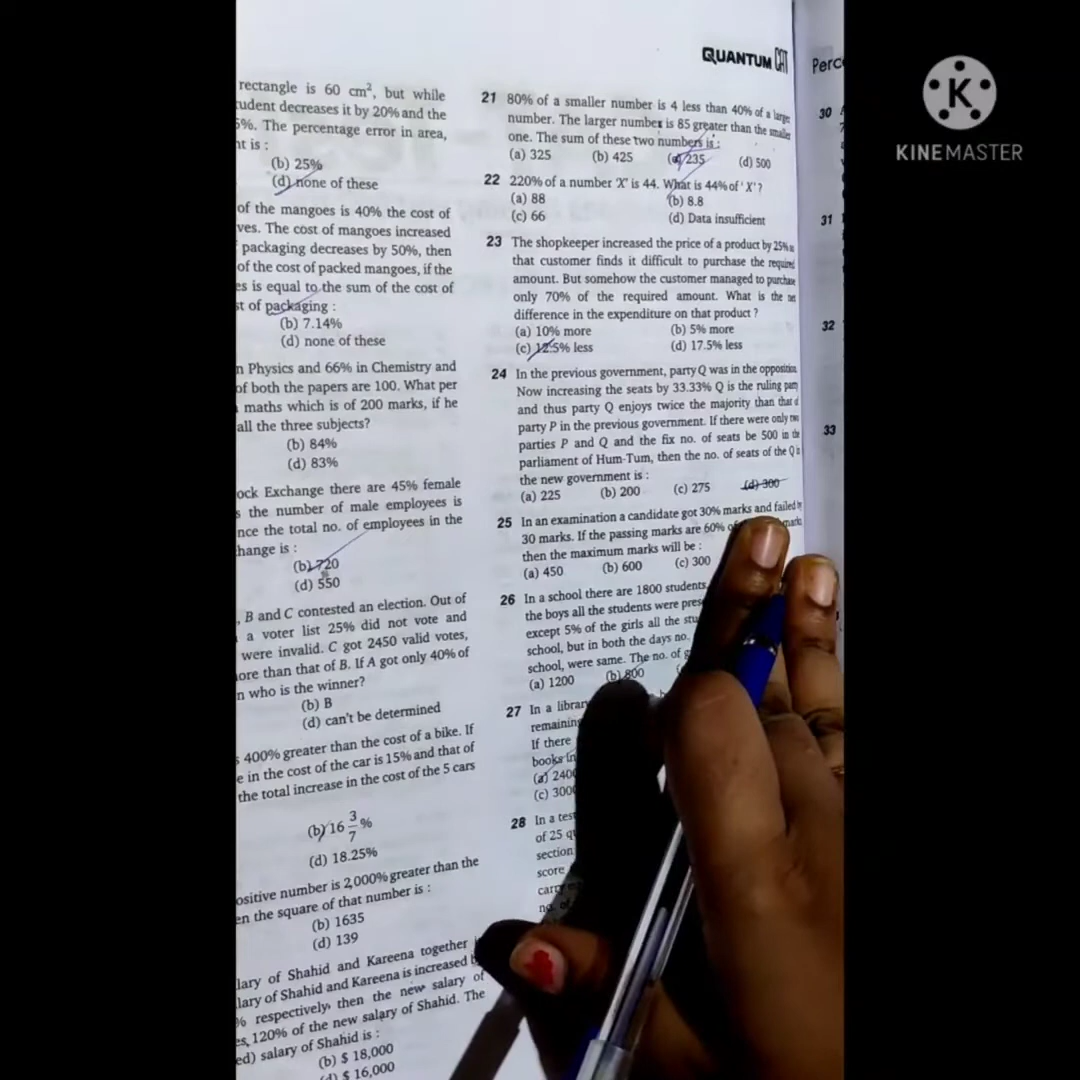 QUANTUM CAT
rectangle is 60 cm², but while
tudent decreases it by 20% and the
5%. The percentage error in area,
nt is :
(b) 25%
(d) none of these
of the mangoes is 40% the cost of
ves. The cost of mangoes increased
packaging decreases by 50%, then
of the cost of packed mangoes, if the
es is equal to the sum of the cost of
st of packaging :
(b) 7.14%
(d) none of these
n Physics and 66% in Chemistry and
of both the papers are 100. What per
maths which is of 200 marks, if he
all the three subjects?
(b) 84%
(d) 83%
ock Exchange there are 45% female
s the number of male employees is
nce the total no. of employees in the
hange is :
(b) 720
(d) 550
, B and C contested an election. Out of
a voter list 25% did not vote and
were invalid. C got 2450 valid votes,
ore than that of B. If A got only 40% of
n who is the winner?
(b) B
(d) can't be determined
400% greater than the cost of a bike. If
e in the cost of the car is 15% and that of
the total increase in the cost of the 5 cars
(b) 16 3/7 %
(d) 18.25%
ositive number is 2,000% greater than the
en the square of that number is :
(b) 1635
(d) 139
lary of Shahid and Kareena together
lary of Shahid and Kareena is increased
% respectively, then the new salary of
es, 120% of the new salary of Shahid. The
ed) salary of Shahid is :
(b) $ 18,000
(d) $ 16,000
21 80% of a smaller number is 4 less than 40% of a large
number. The larger number is 85 greater than the smaller
one. The sum of these two numbers is :
(a) 325 (b) 425 (c) 235 (d) 500
22 220% of a number 'X' is 44. What is 44% of 'X' ?
(a) 88 (b) 8.8
(c) 66 (d) Data insufficient
23 The shopkeeper increased the price of a product by 25%
that customer finds it difficult to purchase the required
amount. But somehow the customer managed to purchase
only 70% of the required amount. What is the net
difference in the expenditure on that product ?
(a) 10% more (b) 5% more
(c) 12.5% less (d) 17.5% less
24 In the previous government, party Q was in the opposition.
Now increasing the seats by 33.33% Q is the ruling party
and thus party Q enjoys twice the majority than that of
party P in the previous government. If there were only two
parties P and Q and the fix no. of seats be 500 in the
parliament of Hum-Tum, then the no. of seats of the Q in
the new government is :
(a) 225 (b) 200 (c) 275 (d) 300
25 In an examination a candidate got 30% marks and failed by
30 marks. If the passing marks are 60% marks
then the maximum marks will be :
(a) 450 (b) 600 (c) 300
26 In a school there are 1800 students.
the boys all the students were pres
except 5% of the girls all the stu
school, but in both the days no.
school, were same. The no. of g
(a) 1200 (b) 800
27 In a librar
remaining
If there
books in
(a) 240
(c) 300
28 In a tes
of 25 q
section
score
carr
no. of
Perc
30
31
32
33
K
KINEMASTER